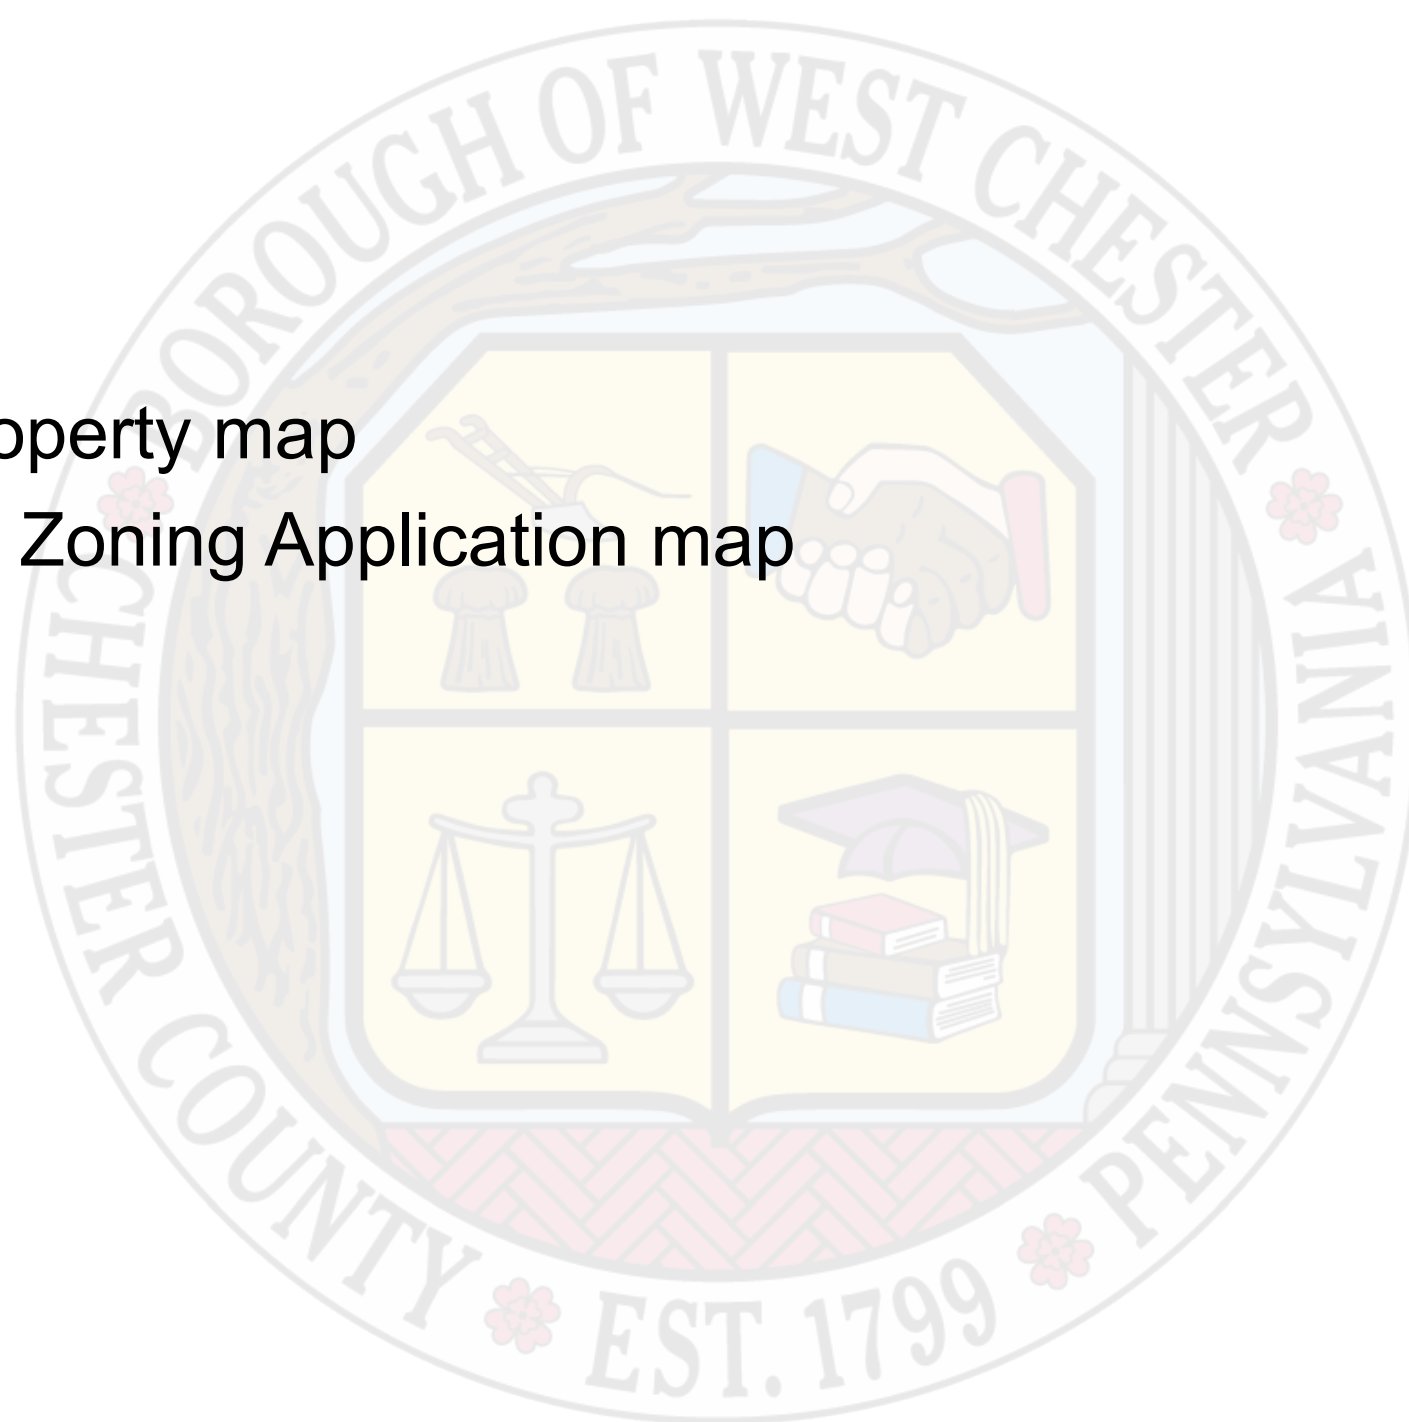 BOROUGH OF WEST CHESTER
operty map
Zoning Application map
CHESTER COUNTY
PENNSYLVANIA
EST. 1799